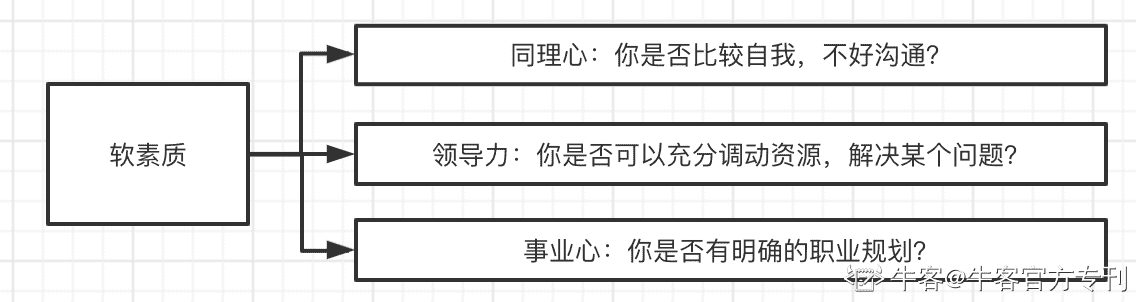 同理心：你是否比较自我，不好沟通？
软素质
领导力：你是否可以充分调动资源，解决某个问题？
事业心：你是否有明确的职业规划？
牛客@牛客官方专刊